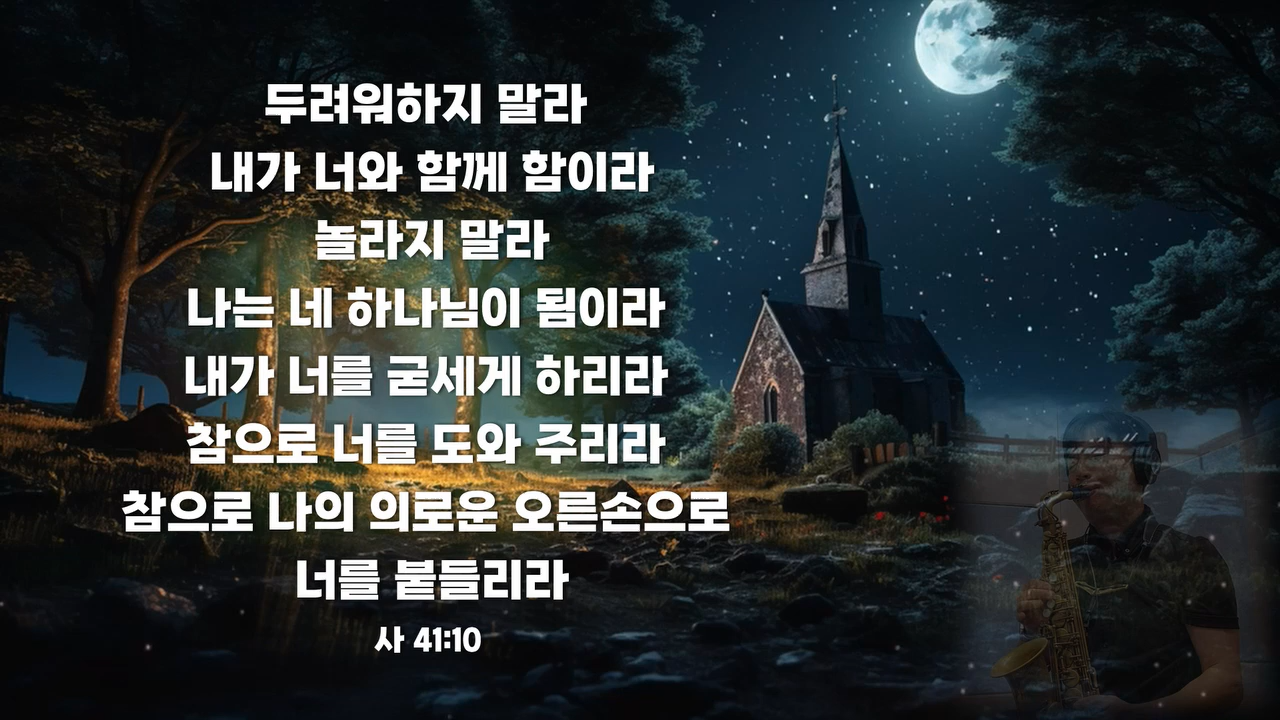 두려워하지 말라
내가 너와 함께 함이라
놀라지 말라
나는 네 하나님이 됨이라
내가 너를 굳세게 하리라
참으로 너를 도와 주리라
참으로 나의 의로운 오른손으로
너를 붙들리라
사 41:10